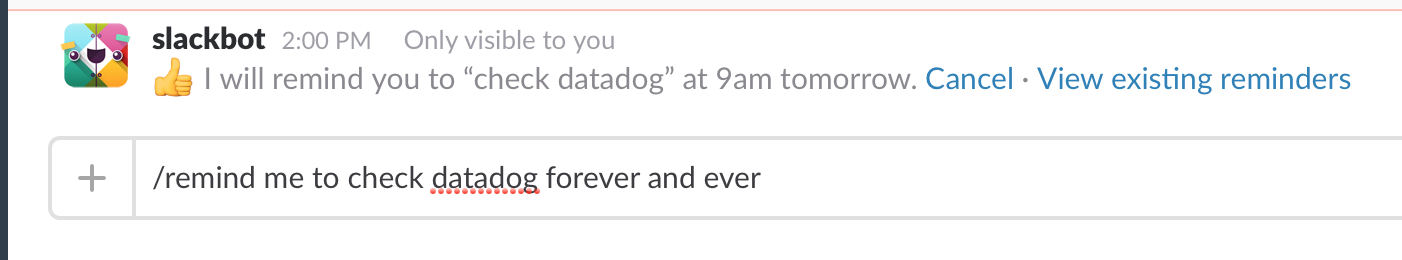 slackbot 2:00 PM Only visible to you
👍 I will remind you to “check datadog” at 9am tomorrow. Cancel · View existing reminders
/remind me to check datadog forever and ever